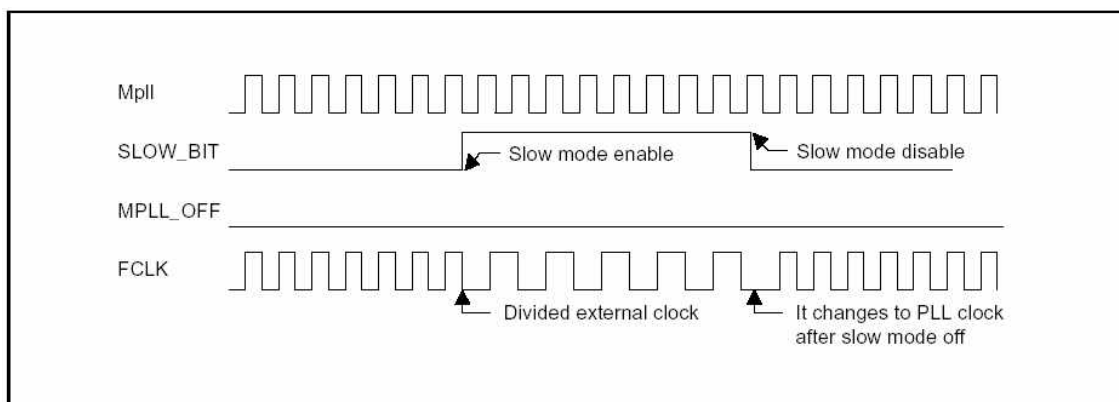 Mpll
SLOW_BIT
Slow mode enable
Slow mode disable
MPLL_OFF
FCLK
Divided external clock
It changes to PLL clock
after slow mode off